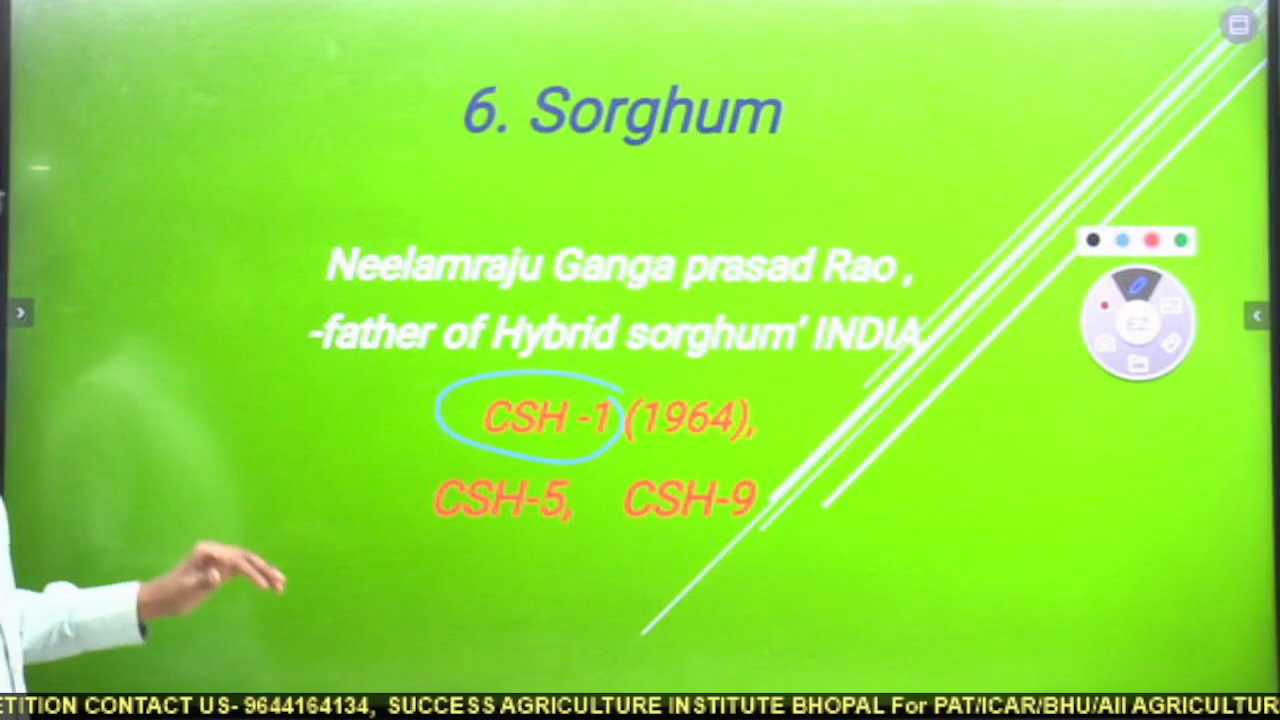 6. Sorghum
Neelamraju Ganga prasad Rao ,
-father of Hybrid sorghum' INDIA
CSH -1 (1964),
CSH-5, CSH-9
ETITION CONTACT US- 9644164134, SUCCESS AGRICULTURE INSTITUTE BHOPAL For PAT/ICAR/BHU/All AGRICULTUR